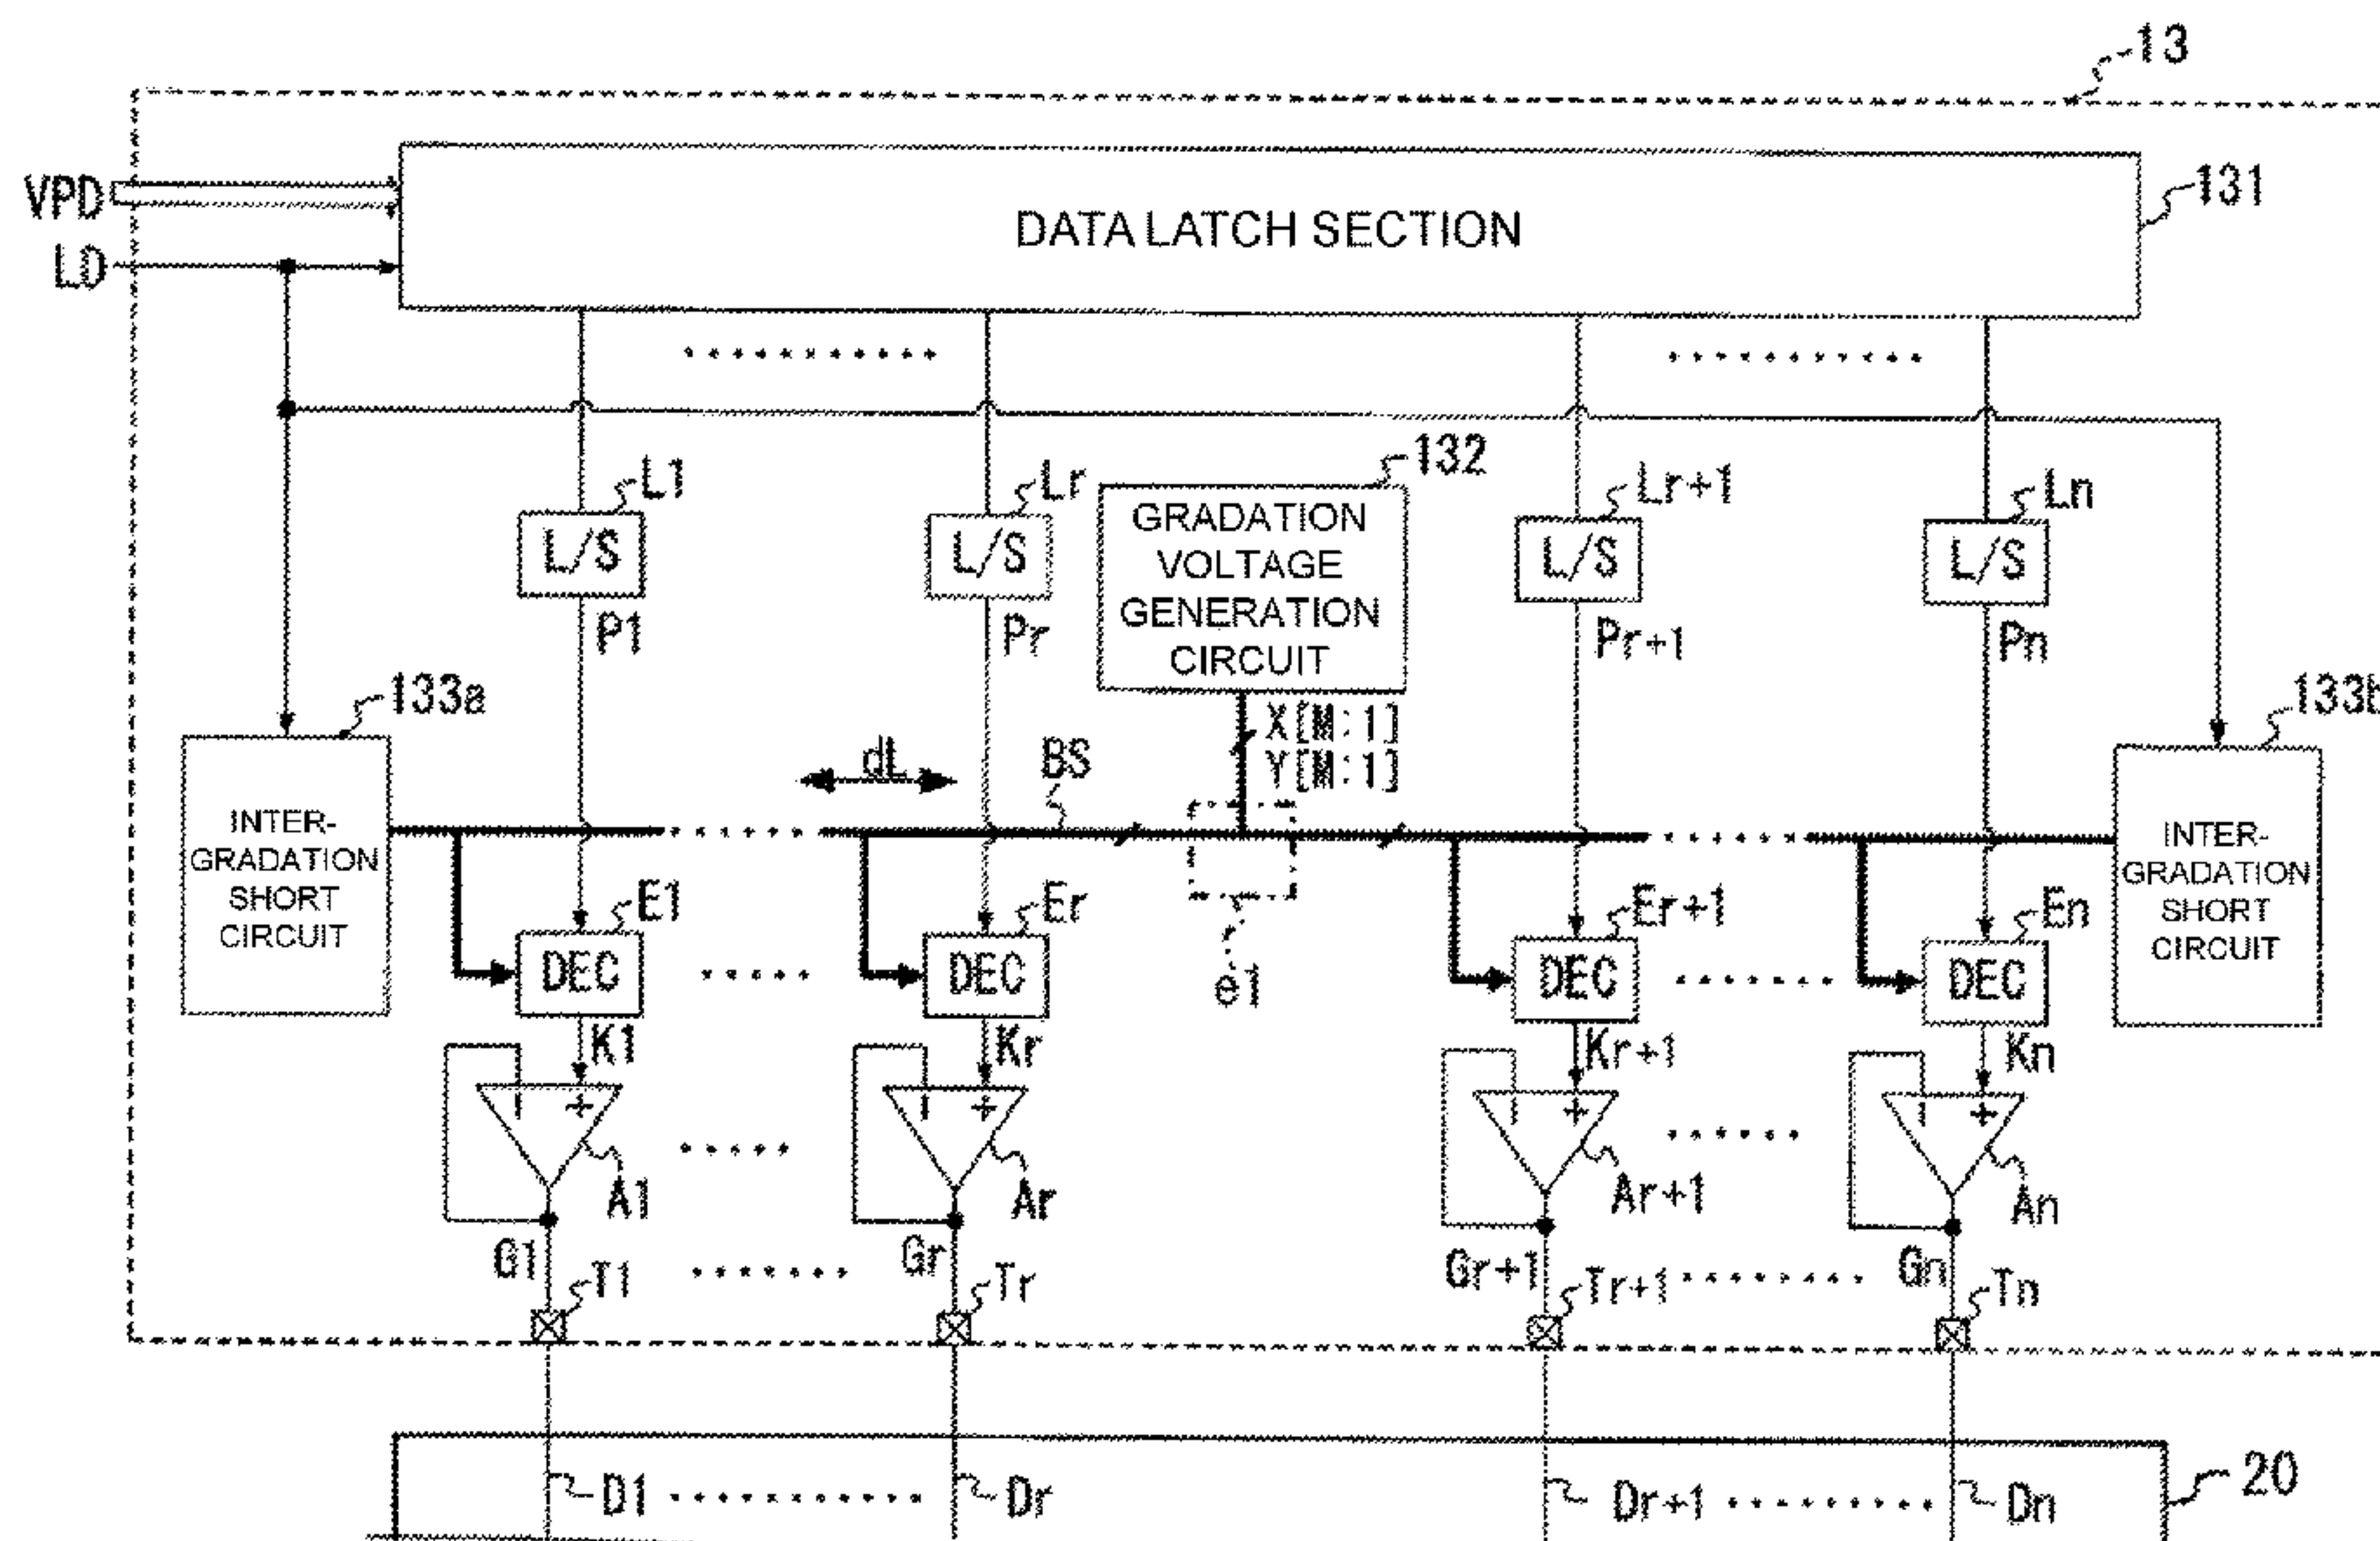 13
VPD
LD
DATA LATCH SECTION
131
L1
Lr
132
Lr+1
Ln
L/S
L/S
GRADATION
VOLTAGE
GENERATION
CIRCUIT
L/S
L/S
P1
Pr
Pr+1
Pn
133a
133b
X[M:1]
Y[M:1]
dL
BS
INTER-
GRADATION
SHORT
CIRCUIT
INTER-
GRADATION
SHORT
CIRCUIT
E1
Er
e1
Er+1
En
DEC
DEC
DEC
DEC
K1
Kr
Kr+1
Kn
- +
- +
- +
- +
A1
Ar
Ar+1
An
G1
Gr
Gr+1
Gn
T1
Tr
Tr+1
Tn
D1
Dr
Dr+1
Dn
20